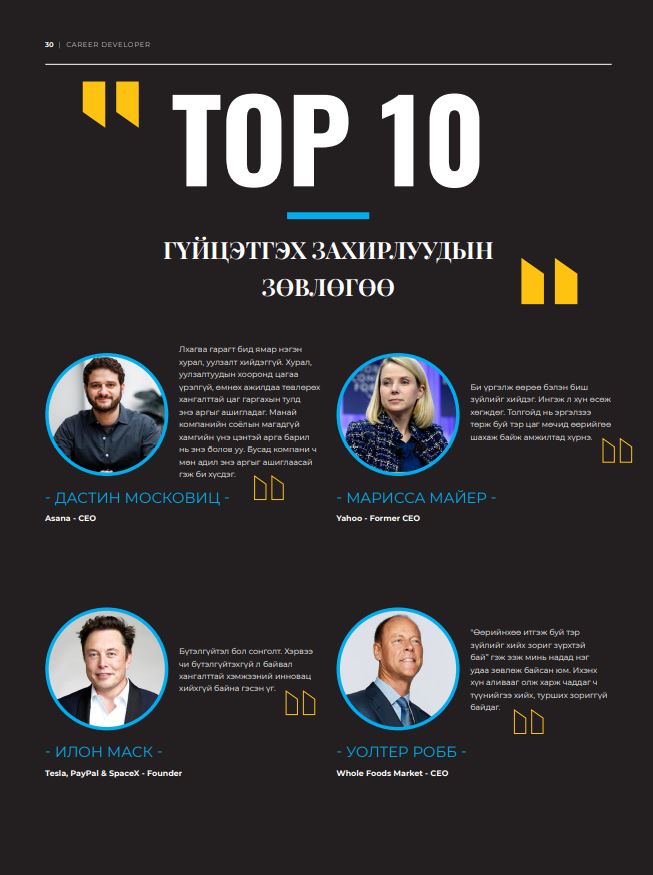 30 | CAREER DEVELOPER
TOP 10
ГҮЙЦЭТГЭХ ЗАХИРЛУУДЫН
ЗӨВЛӨГӨӨ
Лхагва гарагт бид ямар нэгэн
хурал, уулзалт хийдэггүй. Хурал,
уулзалтуудын хооронд цагаа
үрэлгүй, өмнөх ажилдаа төвлөрөх
хангалттай цаг гаргахын тулд
энэ аргыг ашигладаг. Манай
компанийн соёлын магадгүй
хамгийн үнэ цэнтэй арга барил
нь энэ болов уу. Бусад компани ч
мөн адил энэ аргыг ашиглаасай
гэж би хүсдэг.
- ДАСТИН МОСКОВИЦ -
Asana - CEO
Би үргэлж өөрөө бэлэн биш
зүйлийг хийдэг. Ингэж л хүн өсөж
хөгждөг. Толгойд нь эргэлзээ
төрж буй тэр цаг мөчид өөрийгөө
шахаж байж амжилтад хүрнэ.
- МАРИССА МАЙЕР -
Yahoo - Former CEO
Бүтэлгүйтэл бол сонголт. Хэрвээ
чи бүтэлгүйтэхгүй л байвал
хангалттай хэмжээний инновац
хийхгүй байна гэсэн үг.
- ИЛОН МАСК -
Tesla, PayPal & SpaceX - Founder
"Өөрийнхөө итгэж буй тэр
зүйлийг хийх зориг зүрхтэй
бай" гэж ээж минь надад нэг
удаа зөвлөж байсан юм. Ихэнх
хүн аливааг олж харж чаддаг ч
түүнийгээ хийх, турших зориггүй
байдаг.
- УОЛТЕР РОББ -
Whole Foods Market - CEO